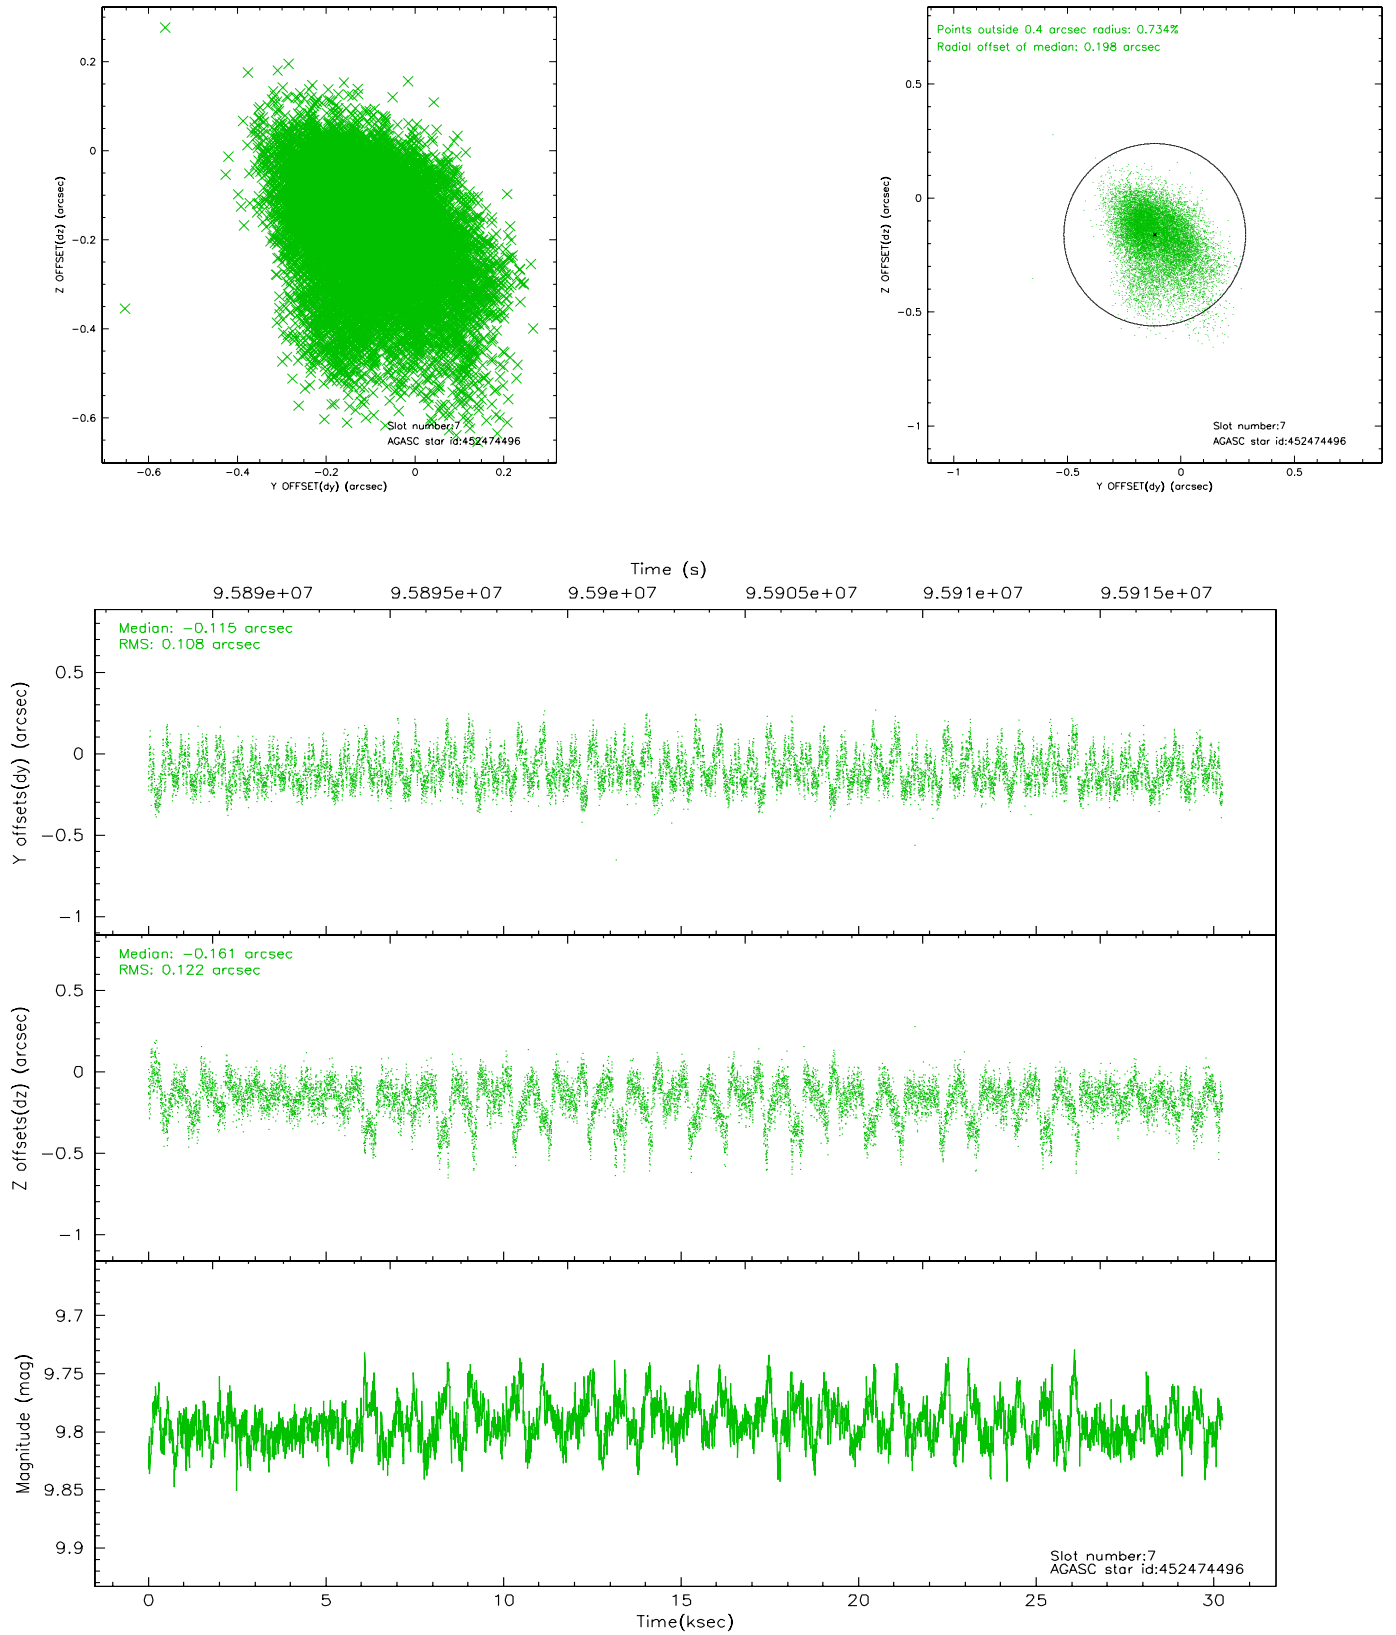 0.2
0
−0.2
−0.4
−0.6
Z OFFSET(dz) (arcsec)
Slot number:7
AGASC star id:452474496
−0.6 −0.4 −0.2 0 0.2
Y OFFSET(dy) (arcsec)
Points outside 0.4 arcsec radius: 0.734%
Radial offset of median: 0.198 arcsec
0.5
0
−0.5
−1
Z OFFSET(dz) (arcsec)
Slot number:7
AGASC star id:452474496
−1 −0.5 0 0.5
Y OFFSET(dy) (arcsec)
Time (s)
9.589e+07 9.5895e+07 9.59e+07 9.5905e+07 9.591e+07 9.5915e+07
Median: −0.115 arcsec
RMS: 0.108 arcsec
0.5
0
−0.5
−1
Y offsets(dy) (arcsec)
Median: −0.161 arcsec
RMS: 0.122 arcsec
0.5
0
−0.5
−1
Z offsets(dz) (arcsec)
9.7
9.75
9.8
9.85
9.9
Magnitude (mag)
Slot number:7
AGASC star id:452474496
0 5 10 15 20 25 30
Time(ksec)